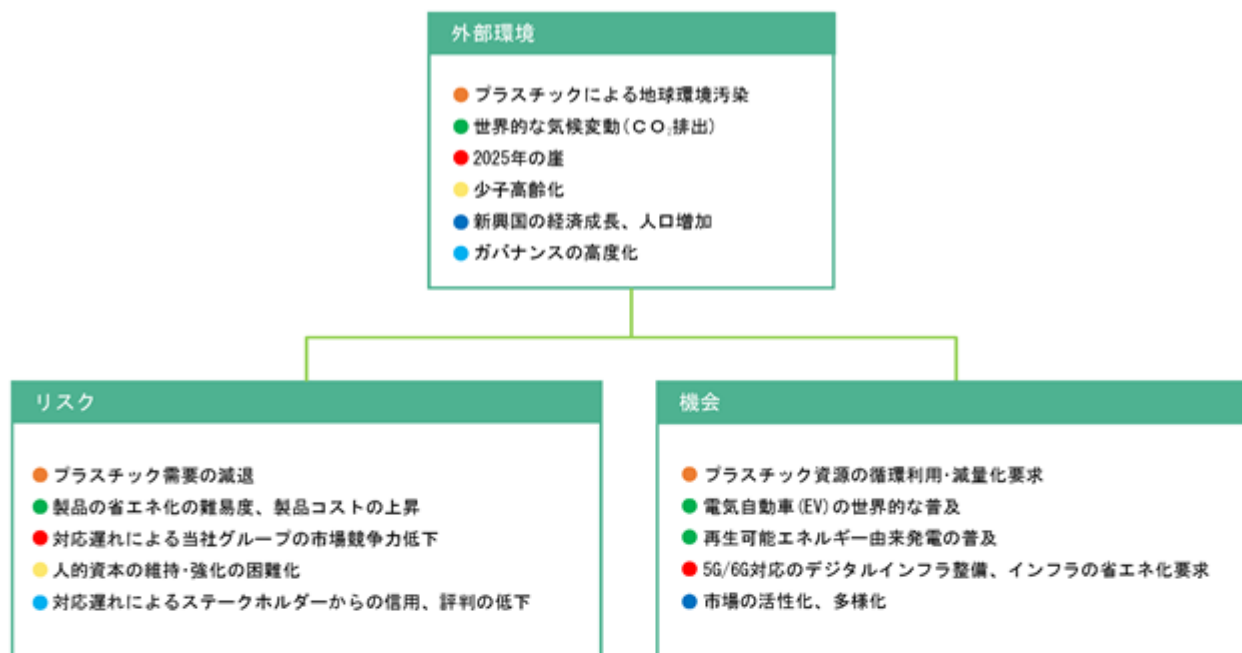 外部環境
プラスチックによる地球環境汚染
世界的な気候変動(CO₂排出)
2025年の崖
少子高齢化
新興国の経済成長、人口増加
ガバナンスの高度化
リスク
プラスチック需要の減退
製品の省エネ化の難易度、製品コストの上昇
対応遅れによる当社グループの市場競争力低下
人的資本の維持・強化の困難化
対応遅れによるステークホルダーからの信用、評判の低下
機会
プラスチック資源の循環利用・減量化要求
電気自動車(EV)の世界的な普及
再生可能エネルギー由来発電の普及
5G/6G対応のデジタルインフラ整備、インフラの省エネ化要求
市場の活性化、多様化